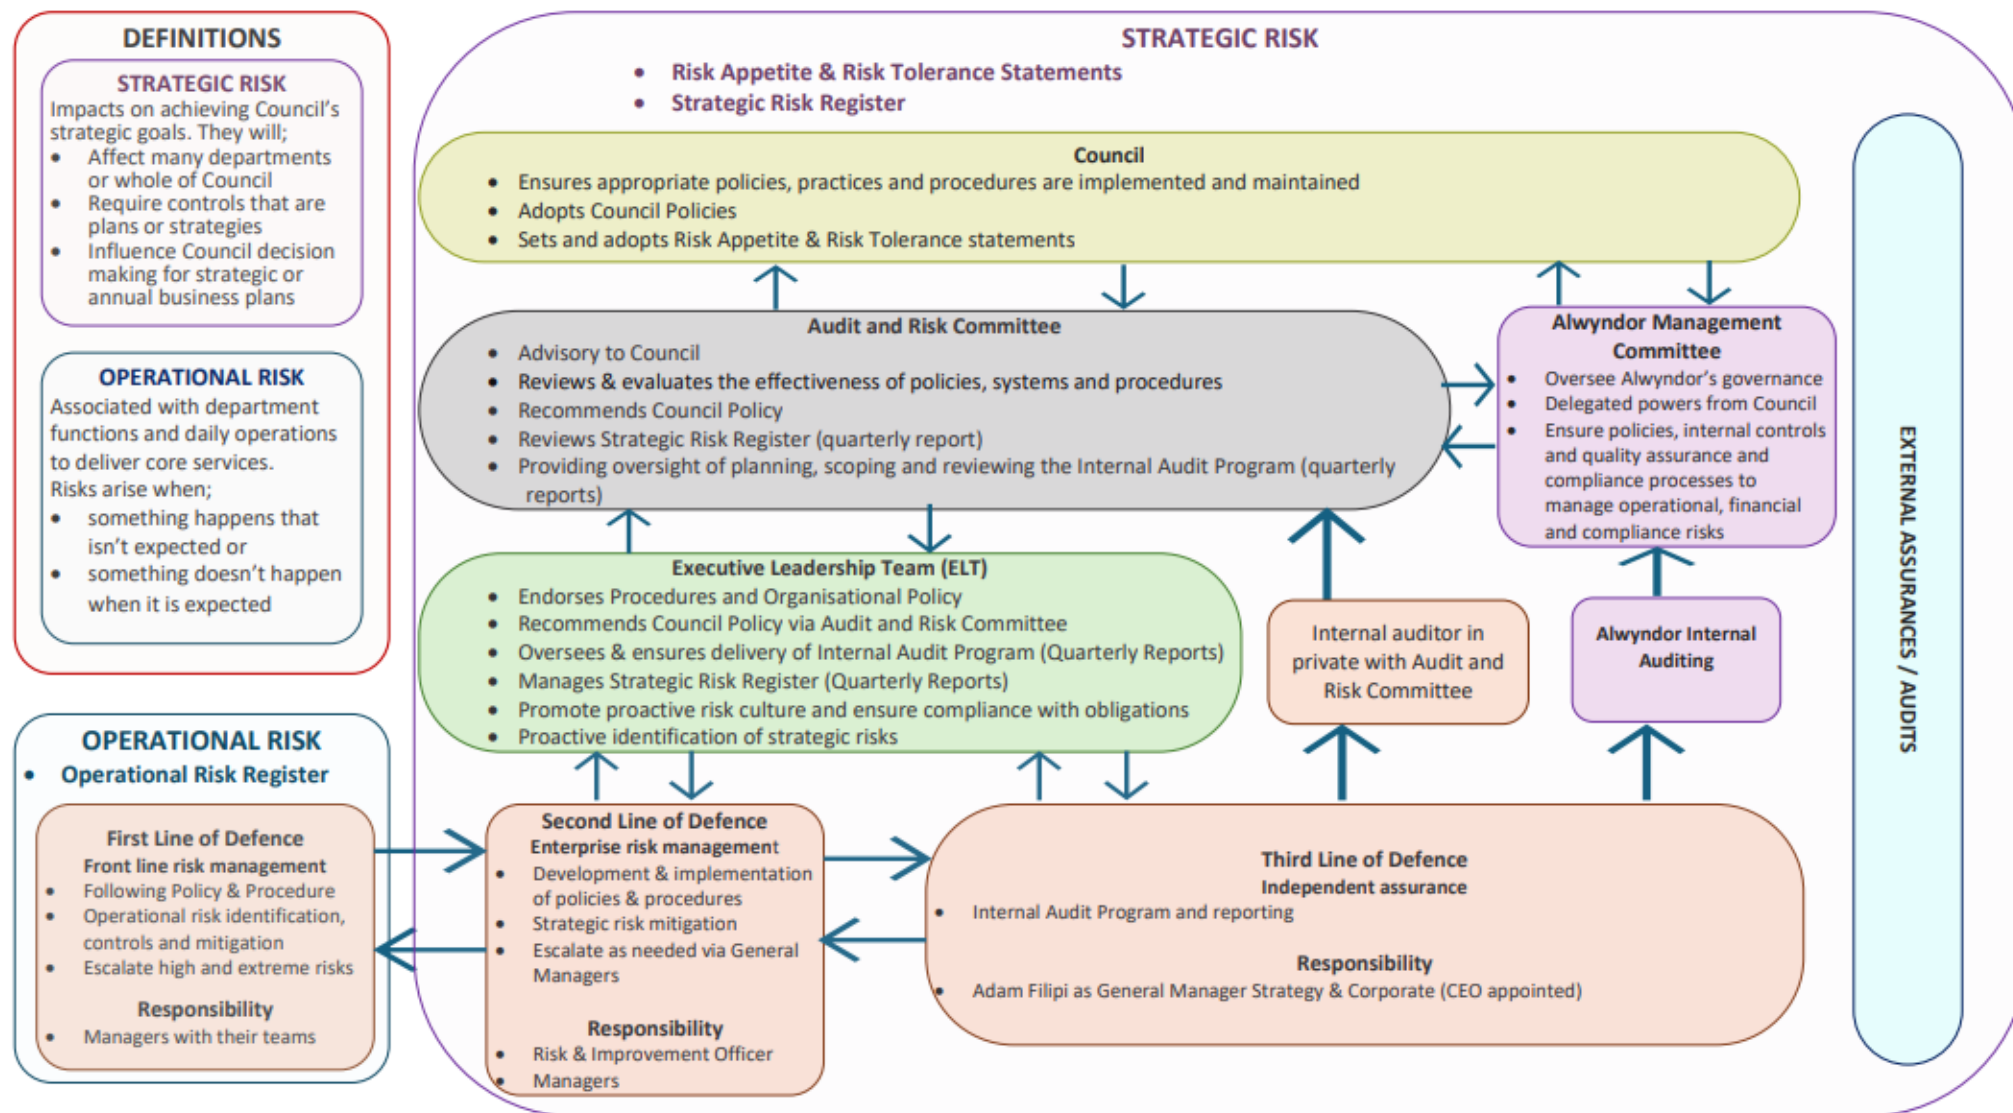 DEFINITIONS
STRATEGIC RISK
Impacts on achieving Council's
strategic goals. They will;
• Affect many departments
or whole of Council
• Require controls that are
plans or strategies
• Influence Council decision
making for strategic or
annual business plans
OPERATIONAL RISK
Associated with department
functions and daily operations
to deliver core services.
Risks arise when;
• something happens that
isn't expected or
• something doesn't happen
when it is expected
OPERATIONAL RISK
• Operational Risk Register
First Line of Defence
Front line risk management
• Following Policy & Procedure
• Operational risk identification,
controls and mitigation
• Escalate high and extreme risks
Responsibility
• Managers with their teams
STRATEGIC RISK
• Risk Appetite & Risk Tolerance Statements
• Strategic Risk Register
Council
• Ensures appropriate policies, practices and procedures are implemented and maintained
• Adopts Council Policies
• Sets and adopts Risk Appetite & Risk Tolerance statements
Audit and Risk Committee
• Advisory to Council
• Reviews & evaluates the effectiveness of policies, systems and procedures
• Recommends Council Policy
• Reviews Strategic Risk Register (quarterly report)
• Providing oversight of planning, scoping and reviewing the Internal Audit Program (quarterly
reports)
Alwyndor Management
Committee
• Oversee Alwyndor's governance
• Delegated powers from Council
• Ensure policies, internal controls
and quality assurance and
compliance processes to
manage operational, financial
and compliance risks
Executive Leadership Team (ELT)
• Endorses Procedures and Organisational Policy
• Recommends Council Policy via Audit and Risk Committee
• Oversees & ensures delivery of Internal Audit Program (Quarterly Reports)
• Manages Strategic Risk Register (Quarterly Reports)
• Promote proactive risk culture and ensure compliance with obligations
• Proactive identification of strategic risks
Internal auditor in
private with Audit and
Risk Committee
Alwyndor Internal
Auditing
Second Line of Defence
Enterprise risk management
• Development & implementation
of policies & procedures
• Strategic risk mitigation
• Escalate as needed via General
Managers
Responsibility
• Risk & Improvement Officer
• Managers
Third Line of Defence
Independent assurance
• Internal Audit Program and reporting
Responsibility
• Adam Filipi as General Manager Strategy & Corporate (CEO appointed)
EXTERNAL ASSURANCES / AUDITS